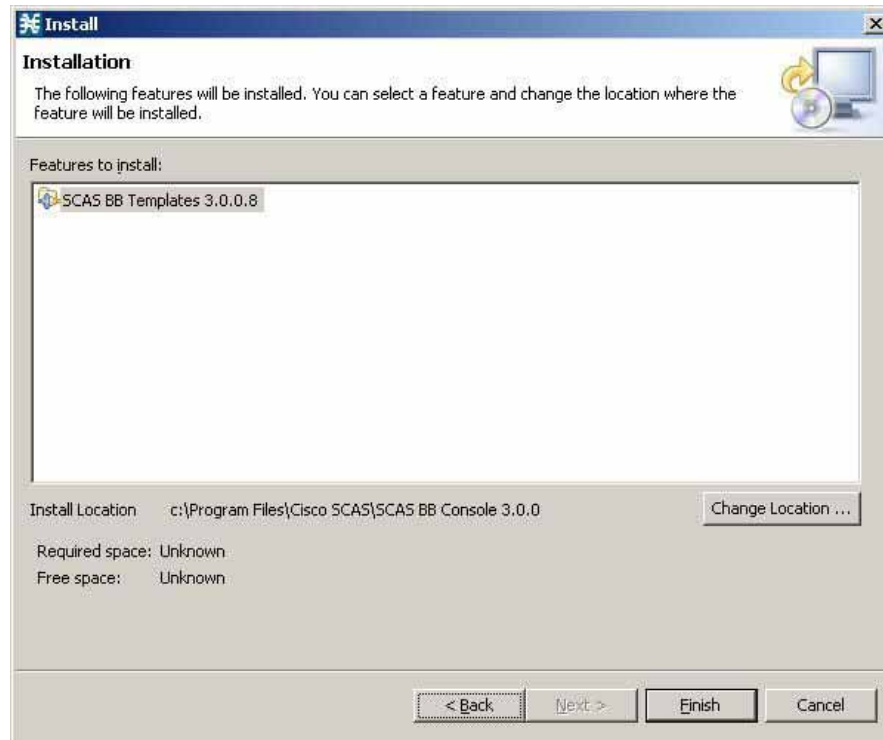 Install
Installation
The following features will be installed. You can select a feature and change the location where the
feature will be installed.
Features to install:
SCAS BB Templates 3.0.0.8
Install Location c:\Program Files\Cisco SCAS\SCAS BB Console 3.0.0
Change Location ...
Required space: Unknown
Free space: Unknown
< Back Next > Finish Cancel